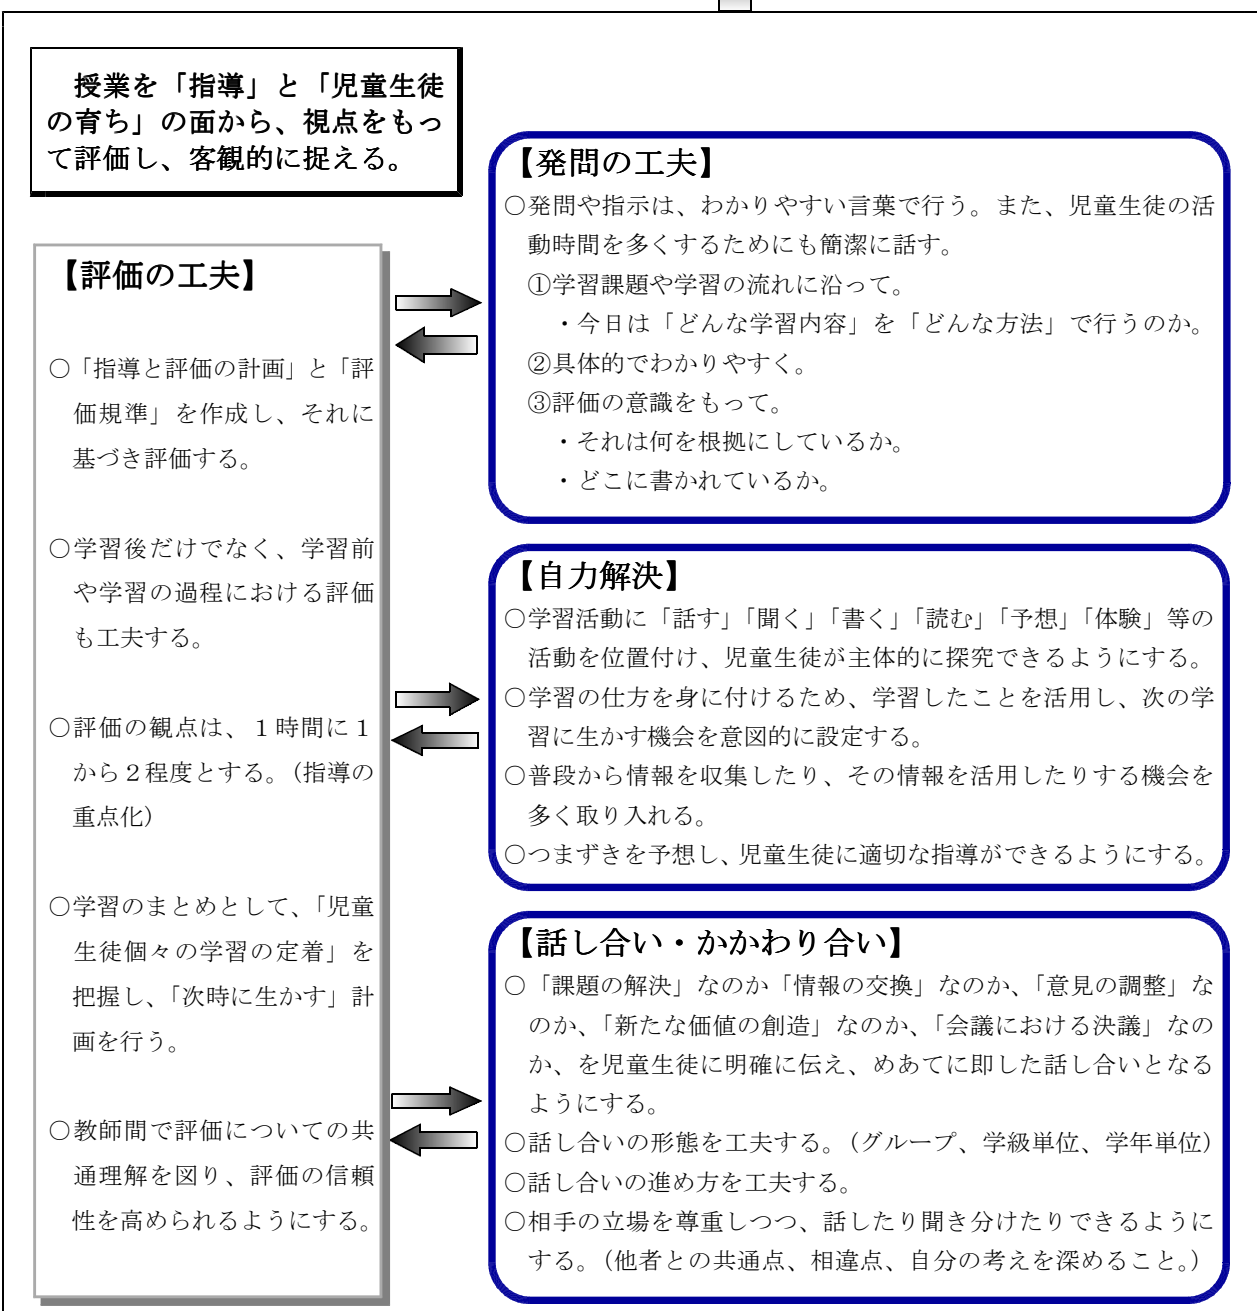 授業を「指導」と「児童生徒
の育ち」の面から、視点をもっ
て評価し、客観的に捉える。
【評価の工夫】
○「指導と評価の計画」と「評
価規準」を作成し、それに
基づき評価する。
○学習後だけでなく、学習前
や学習の過程における評価
も工夫する。
○評価の観点は、１時間に１
から２程度とする。（指導の
重点化）
○学習のまとめとして、「児童
生徒個々の学習の定着」を
把握し、「次時に生かす」計
画を行う。
○教師間で評価についての共
通理解を図り、評価の信頼
性を高められるようにする。
【発問の工夫】
○発問や指示は、わかりやすい言葉で行う。また、児童生徒の活
動時間を多くするためにも簡潔に話す。
①学習課題や学習の流れに沿って。
・今日は「どんな学習内容」を「どんな方法」で行うのか。
②具体的でわかりやすく。
③評価の意識をもって。
・それは何を根拠にしているか。
・どこに書かれているか。
【自力解決】
○学習活動に「話す」「聞く」「書く」「読む」「予想」「体験」等の
活動を位置付け、児童生徒が主体的に探究できるようにする。
○学習の仕方を身に付けるため、学習したことを活用し、次の学
習に生かす機会を意図的に設定する。
○普段から情報を収集したり、その情報を活用したりする機会を
多く取り入れる。
○つまずきを予想し、児童生徒に適切な指導ができるようにする。
【話し合い・かかわり合い】
○「課題の解決」なのか「情報の交換」なのか、「意見の調整」な
のか、「新たな価値の創造」なのか、「会議における決議」なの
か、を児童生徒に明確に伝え、めあてに即した話し合いとなる
ようにする。
○話し合いの形態を工夫する。（グループ、学級単位、学年単位）
○話し合いの進め方を工夫する。
○相手の立場を尊重しつつ、話したり聞き分けたりできるように
する。（他者との共通点、相違点、自分の考えを深めること。）